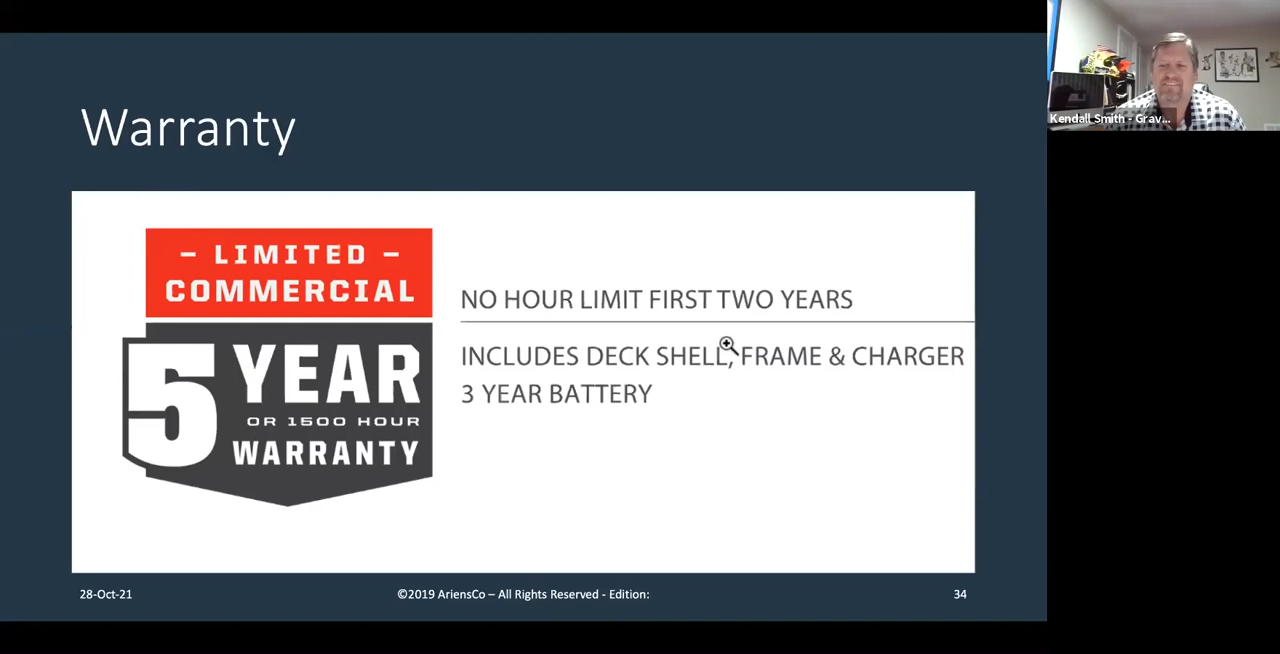 Warranty
– LIMITED –
COMMERCIAL
5 YEAR
OR 1500 HOUR
WARRANTY
NO HOUR LIMIT FIRST TWO YEARS
INCLUDES DECK SHELL, FRAME & CHARGER
3 YEAR BATTERY
28-Oct-21
©2019 AriensCo – All Rights Reserved - Edition:
34
Kendall Smith - Grav...